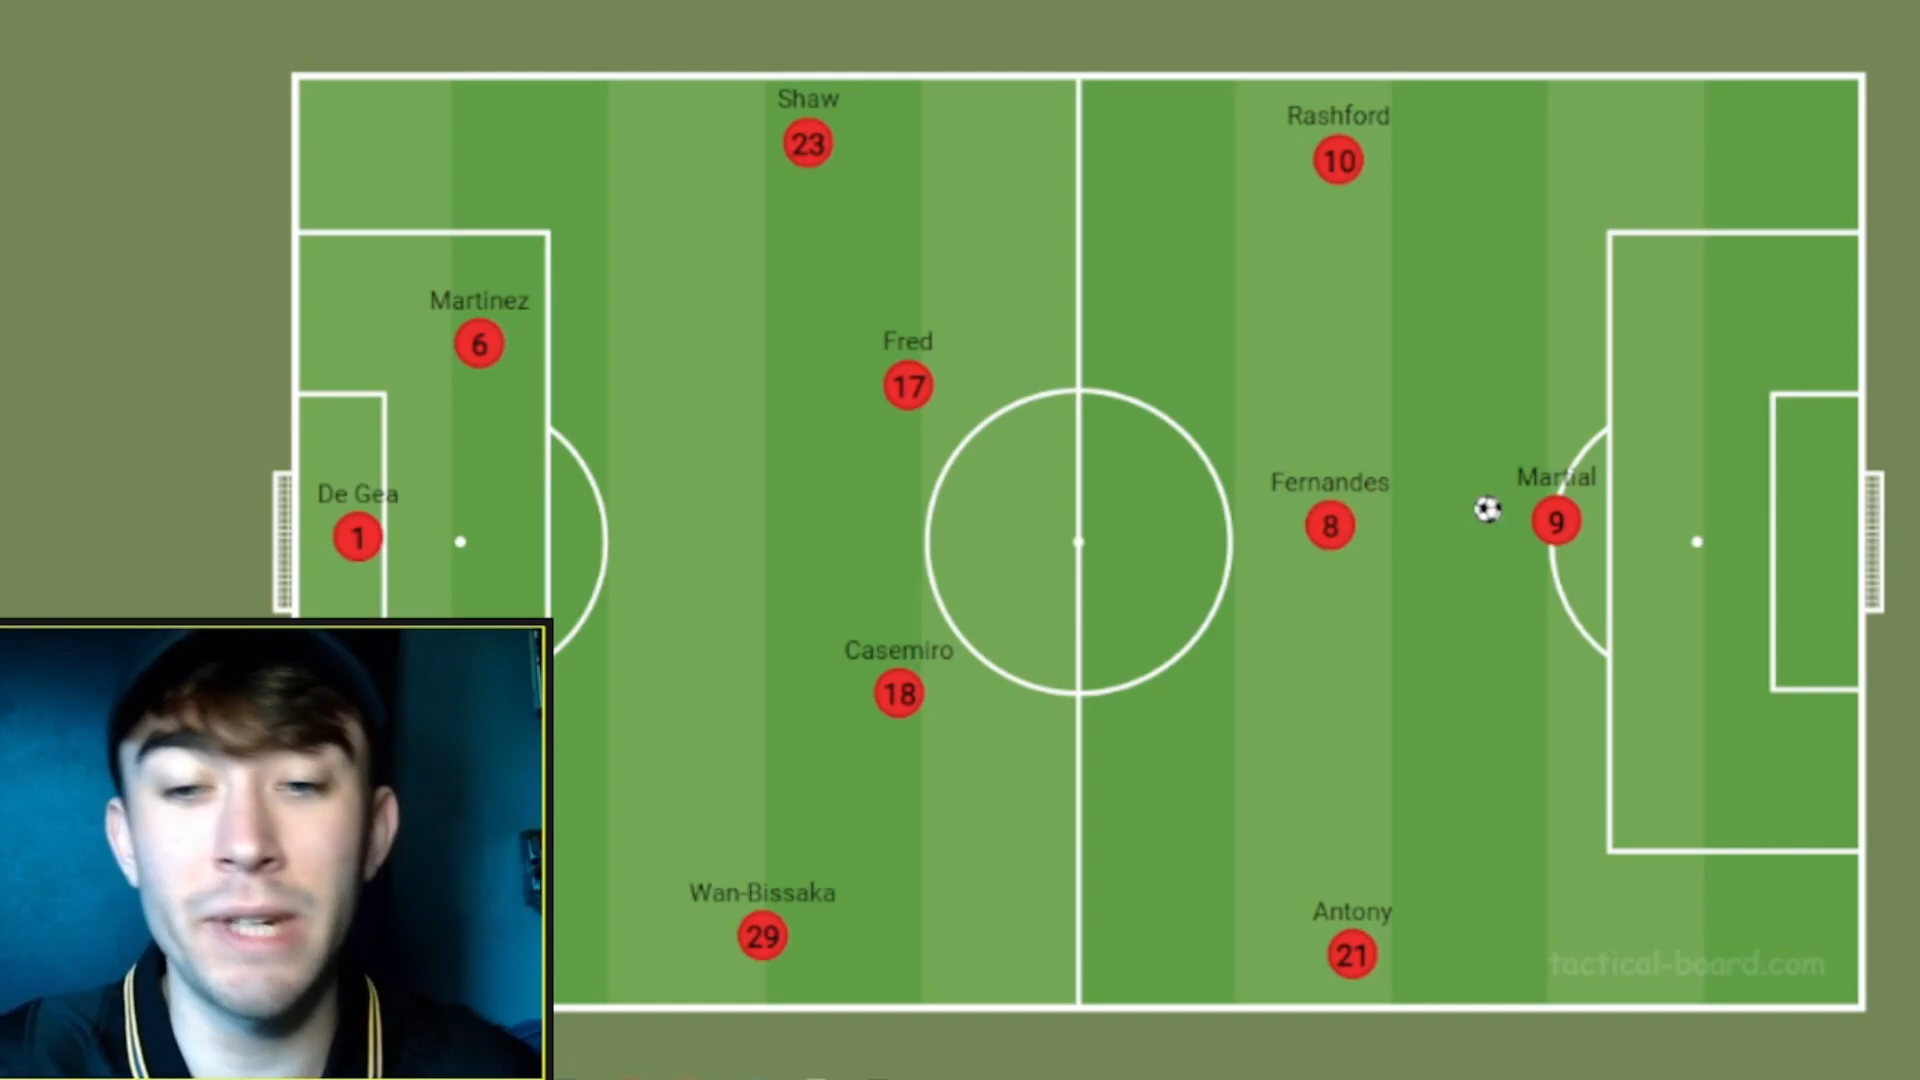 Shaw
23
Rashford
10
Martinez
6
Fred
17
De Gea
1
Fernandes
8
Martial
9
Casemiro
18
Wan-Bissaka
29
Antony
21
tactical-board.com